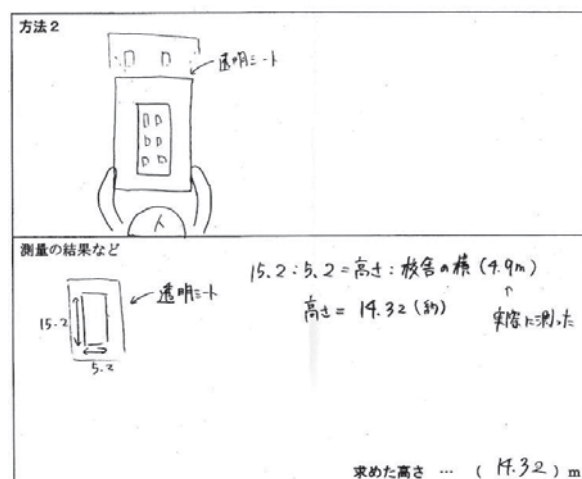 方法2
透明シート
人
測量の結果など
透明シート
15.2
5.2
15.2:5.2=高さ:校舎の横(4.9m)
↑
高さ= 14.32(約)
実際に測った
求めた高さ … ( 14.32 ) m